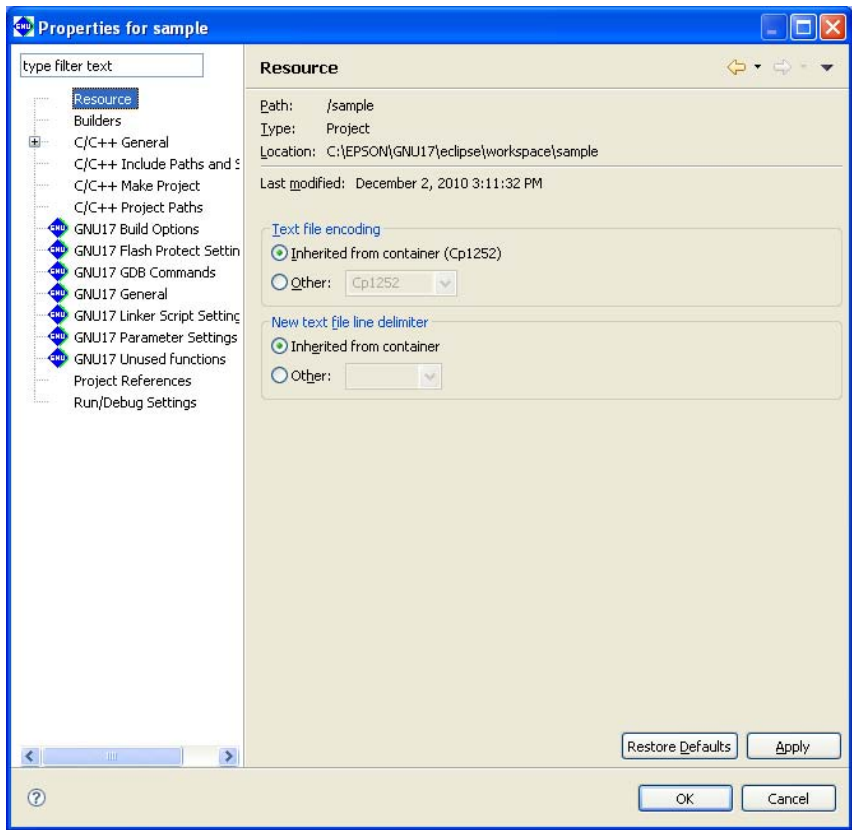 Properties for sample
type filter text
Resource
Builders
C/C++ General
C/C++ Include Paths and S
C/C++ Make Project
C/C++ Project Paths
GNU17 Build Options
GNU17 Flash Protect Settin
GNU17 GDB Commands
GNU17 General
GNU17 Linker Script Setting
GNU17 Parameter Settings
GNU17 Unused functions
Project References
Run/Debug Settings
Resource
Path: /sample
Type: Project
Location: C:\EPSON\GNU17\eclipse\workspace\sample
Last modified: December 2, 2010 3:11:32 PM
Text file encoding
Inherited from container (Cp1252)
Other: Cp1252
New text file line delimiter
Inherited from container
Other:
Restore Defaults Apply
OK Cancel